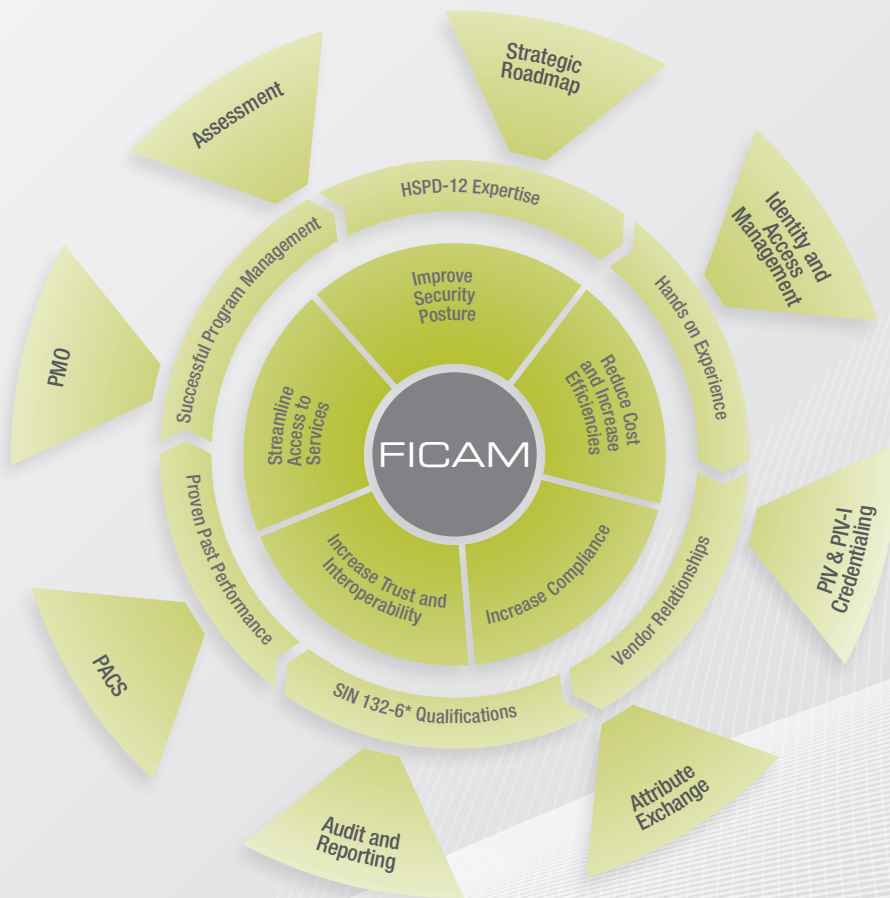 Strategic
Roadmap
Identity and
Access
Management
PIV & PIV-I
Credentialing
Attribute
Exchange
Audit and
Reporting
PACS
PMO
Assessment
HSPD-12 Expertise
Hands on Experience
Vendor Relationships
SIN 132-6* Qualifications
Proven Past Performance
Successful Program Management
Improve
Security
Posture
Reduce Cost
and Increase
Efficiencies
Increase Compliance
Increase Trust and
Interoperability
Streamline
Access to
Services
FICAM